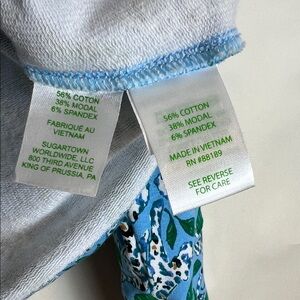 56% COTTON
38% MODAL
6% SPANDEX
FABRIQUÉ AU
VIETNAM
SUGARTOWN
WORLDWIDE, LLC
800 THIRD AVENUE
KING OF PRUSSIA, PA
56% COTTON
38% MODAL
6% SPANDEX
MADE IN VIETNAM
RN #88189
SEE REVERSE
FOR CARE